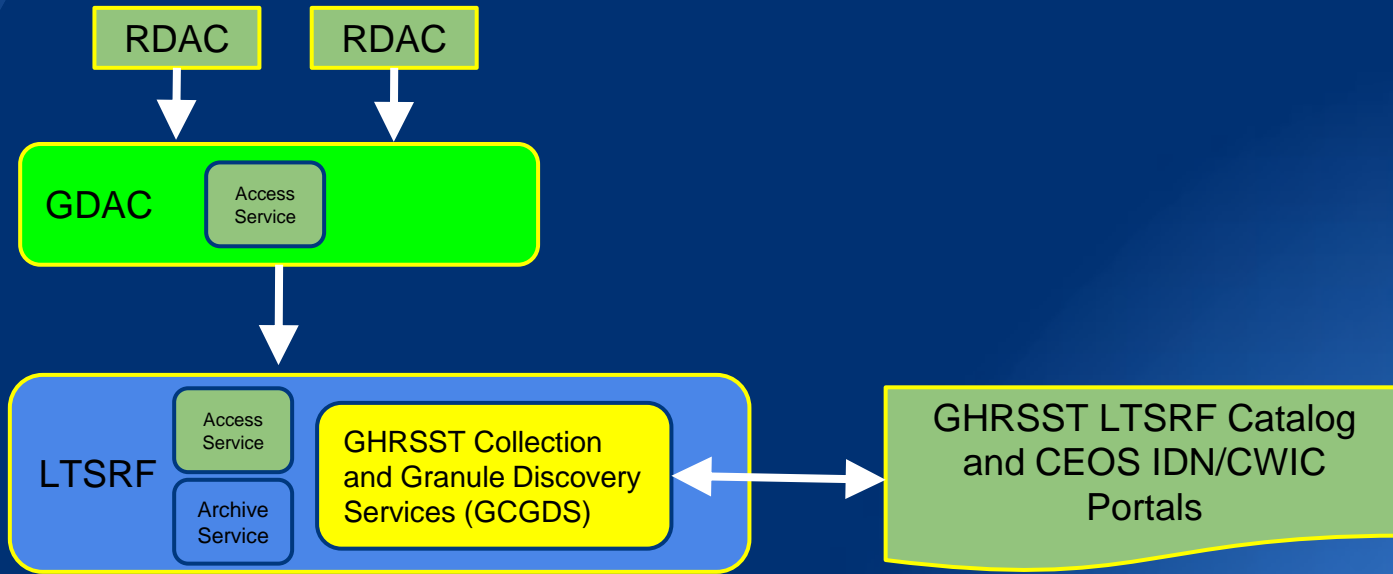 RDAC
RDAC
GDAC
Access
Service
LTSRF
Access
Service
Archive
Service
GHRSST Collection
and Granule Discovery
Services (GCGDS)
GHRSST LTSRF Catalog
and CEOS IDN/CWIC
Portals